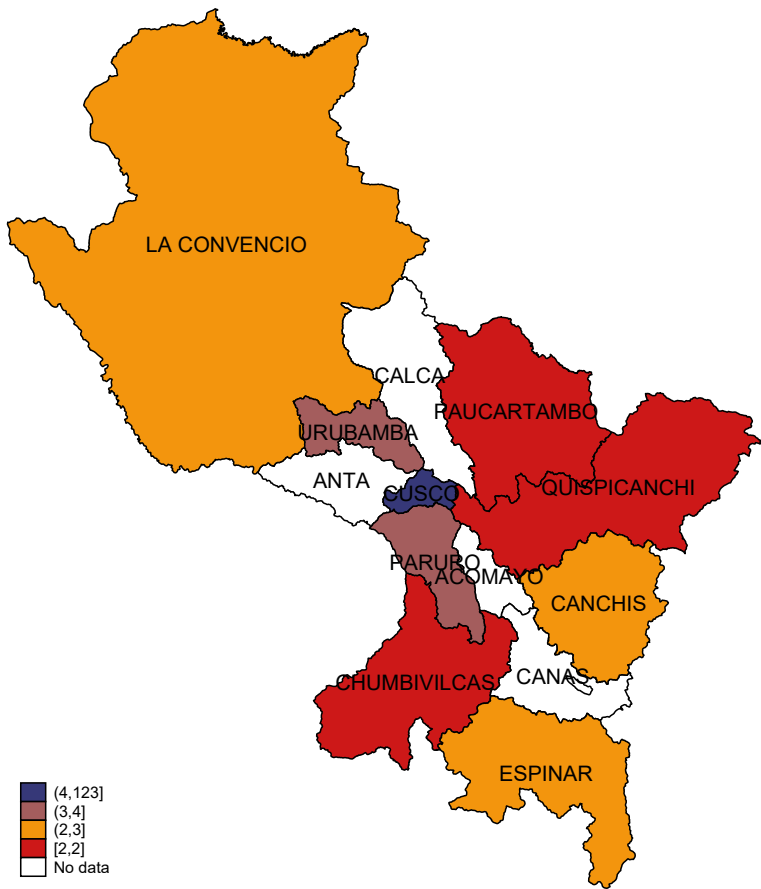 LA CONVENCIO
CALCA
PAUCARTAMBO
URUBAMBA
ANTA
CUSCO
QUISPICANCHI
PARURO
ACOMAYO
CANCHIS
CANAS
CHUMBIVILCAS
ESPINAR
(4,123]
(3,4]
(2,3]
[2,2]
No data